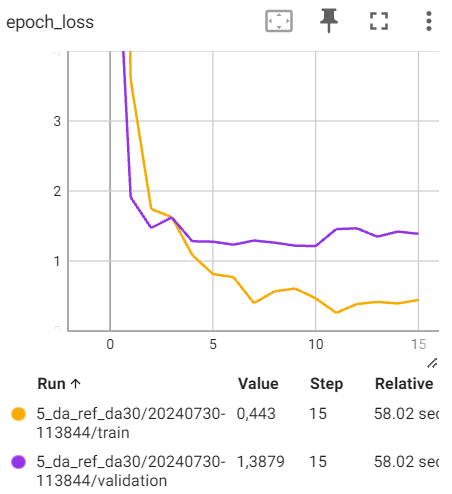 epoch_loss
3
2
1
0
0 5 10 15
Run ↑ Value Step Relative
5_da_ref_da30/20240730- 0,443 15 58.02 sec
113844/train
5_da_ref_da30/20240730- 1,3879 15 58.02 sec
113844/validation